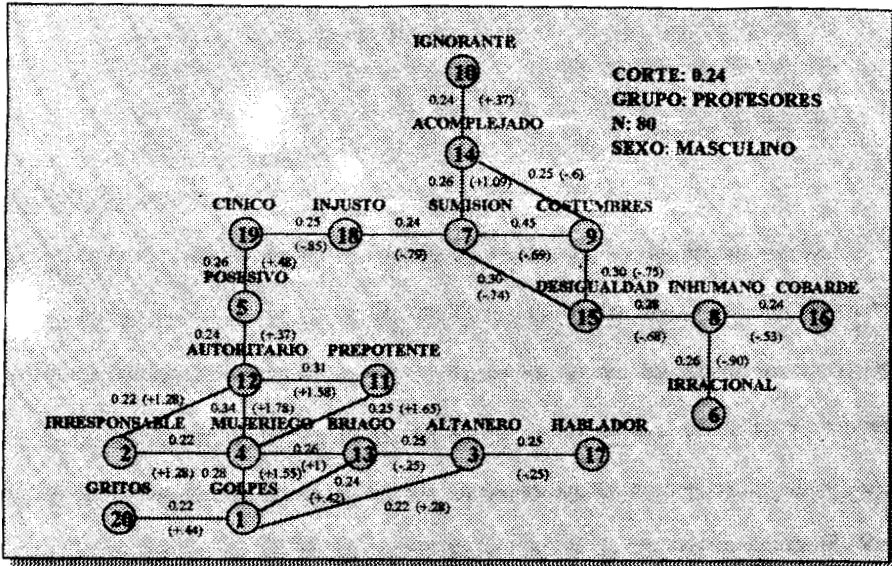 IGNORANTE
10
CORTE: 0.24
0.24 (+.37)
GRUPO: PROFESORES
ACOMPLEJADO
N: 80
14
SEXO: MASCULINO
0.26 (+1.09)
0.25 (-.6)
CINICO INJUSTO SUMISION COSTUMBRES
19 0.25 18 0.24 7 0.45 9
(-.85) (-.79) (-.69)
0.26 (+.48)
0.30 (-.74)
0.30 (-.75)
POSESIVO
DESIGUALDAD INHUMANO COBARDE
5
15 0.28 8 0.24 16
(-.68) (-.53)
0.24 (+.37)
AUTORITARIO PREPOTENTE
0.26 (-.90)
12 0.31 11
(+1.58)
IRRACIONAL
6
0.22 (+1.28)
0.34 (+1.78)
0.25 (+1.65)
IRRESPONSABLE MUJERIEGO BRIAGO ALTANERO HABLADOR
2 0.22 4 0.26 13 0.25 3 0.25 17
(+1.28) (+1) (-.25) (-.25)
0.28 (+1.55)
0.24
(+.42)
0.22 (+.28)
GRITOS GOLPES
20 0.22 1
(+.44)